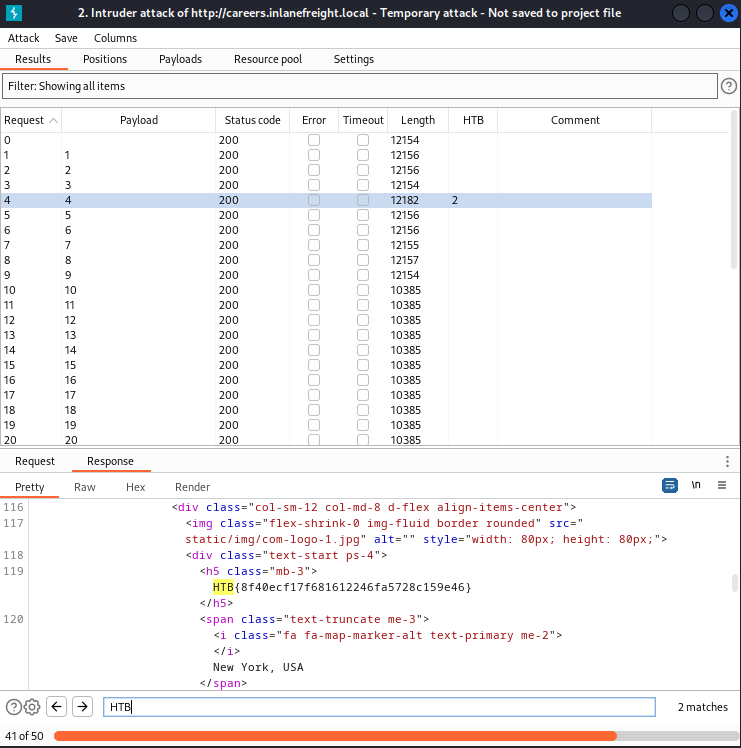 2. Intruder attack of http://careers.inlanefreight.local - Temporary attack - Not saved to project file
Attack Save Columns
Results Positions Payloads Resource pool Settings
Filter: Showing all items
Request Payload Status code Error Timeout Length HTB Comment
0 200 12154
1 1 200 12156
2 2 200 12156
3 3 200 12154
4 4 200 12182 2
5 5 200 12156
6 6 200 12156
7 7 200 12155
8 8 200 12157
9 9 200 12154
10 10 200 10385
11 11 200 10385
12 12 200 10385
13 13 200 10385
14 14 200 10385
15 15 200 10385
16 16 200 10385
17 17 200 10385
18 18 200 10385
19 19 200 10385
20 20 200 10385
Request Response
Pretty Raw Hex Render \n
116 <div class="col-sm-12 col-md-8 d-flex align-items-center">
117 <img class="flex-shrink-0 img-fluid border rounded" src="
static/img/com-logo-1.jpg" alt="" style="width: 80px; height: 80px;">
118 <div class="text-start ps-4">
119 <h5 class="mb-3">
HTB{8f40ecf17f681612246fa5728c159e46}
</h5>
120 <span class="text-truncate me-3">
<i class="fa fa-map-marker-alt text-primary me-2">
</i>
New York, USA
</span>
HTB 2 matches
41 of 50